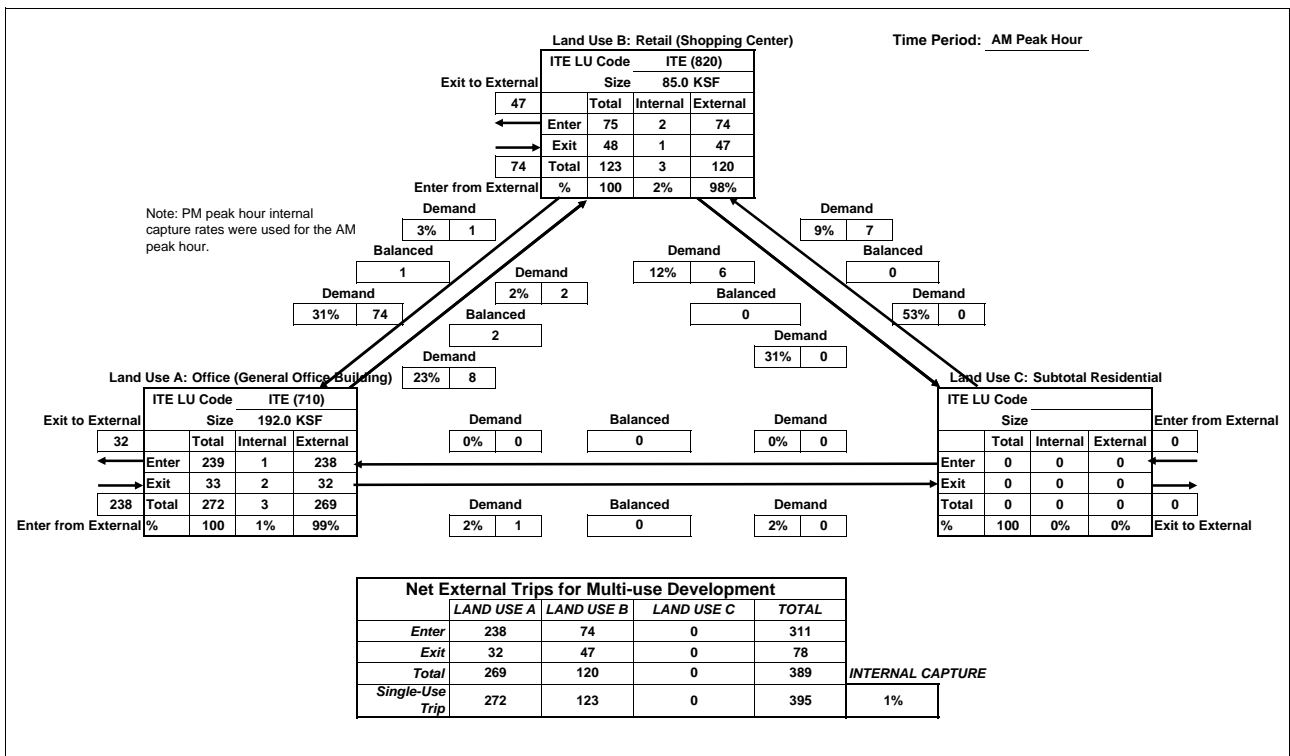 Land Use B: Retail (Shopping Center)
Time Period: AM Peak Hour
ITE LU Code ITE (820)
Exit to External Size 85.0 KSF
47 Total Internal External
Enter 75 2 74
Exit 48 1 47
74 Total 123 3 120
Enter from External % 100 2% 98%
Note: PM peak hour internal
capture rates were used for the AM
peak hour.
Demand
3% 1
Balanced
1
Demand
31% 74
Demand
2% 2
Balanced
2
Demand
23% 8
Demand
12% 6
Balanced
0
Demand
31% 0
Demand
9% 7
Balanced
0
Demand
53% 0
Land Use A: Office (General Office Building)
ITE LU Code ITE (710)
Exit to External Size 192.0 KSF
32 Total Internal External
Enter 239 1 238
Exit 33 2 32
238 Total 272 3 269
Enter from External % 100 1% 99%
Demand Balanced Demand
0% 0 0 0% 0
Demand Balanced Demand
2% 1 0 2% 0
Land Use C: Subtotal Residential
ITE LU Code
Size Enter from External
Total Internal External 0
Enter 0 0 0
Exit 0 0 0
Total 0 0 0 0
% 100 0% 0% Exit to External
Net External Trips for Multi-use Development
LAND USE A LAND USE B LAND USE C TOTAL
Enter 238 74 0 311
Exit 32 47 0 78
Total 269 120 0 389 INTERNAL CAPTURE
Single-Use
Trip 272 123 0 395 1%